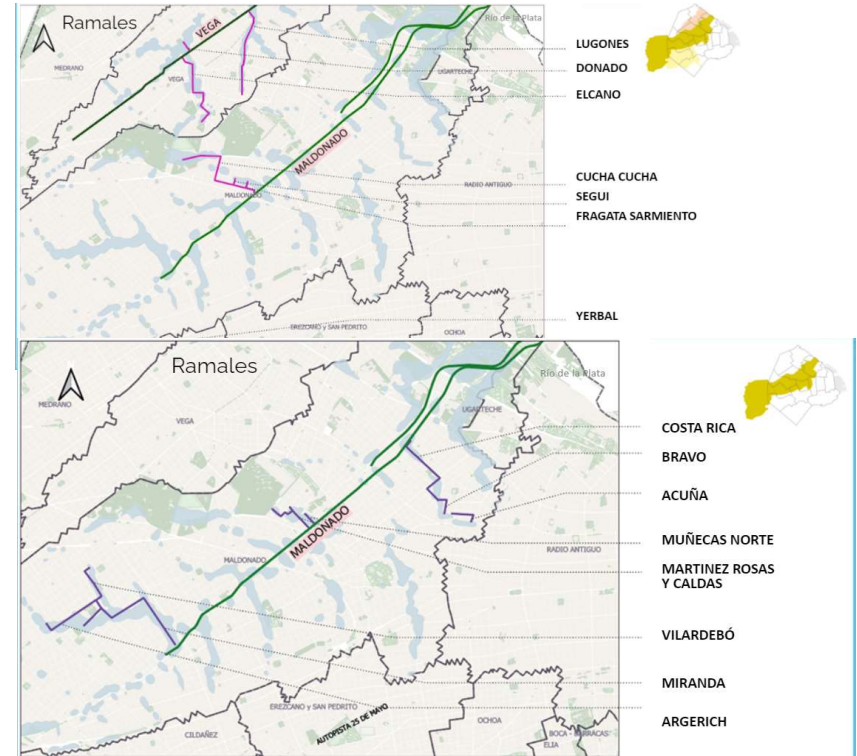 Ramales
VEGA
Río de la Plata
MEDRANO
VEGA
UGARTECHE
MALDONADO
RADIO ANTIGUO
MALDONADO
EREZCANO y SAN PEDRITO
OCHOA
LUGONES
DONADO
ELCANO
CUCHA CUCHA
SEGUI
FRAGATA SARMIENTO
YERBAL
Ramales
Río de la Plata
MEDRANO
VEGA
UGARTECHE
MALDONADO
MALDONADO
RADIO ANTIGUO
EREZCANO y SAN PEDRITO
AUTOPISTA 25 DE MAYO
CILDAÑEZ
OCHOA
BOCA - BARRACAS
ELIA
COSTA RICA
BRAVO
ACUÑA
MUÑECAS NORTE
MARTINEZ ROSAS
Y CALDAS
VILARDEBÓ
MIRANDA
ARGERICH